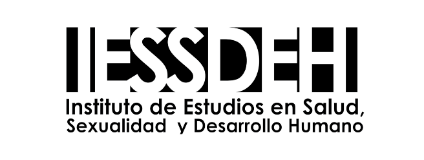 IESSDEH
Instituto de Estudios en Salud,
Sexualidad y Desarrollo Humano